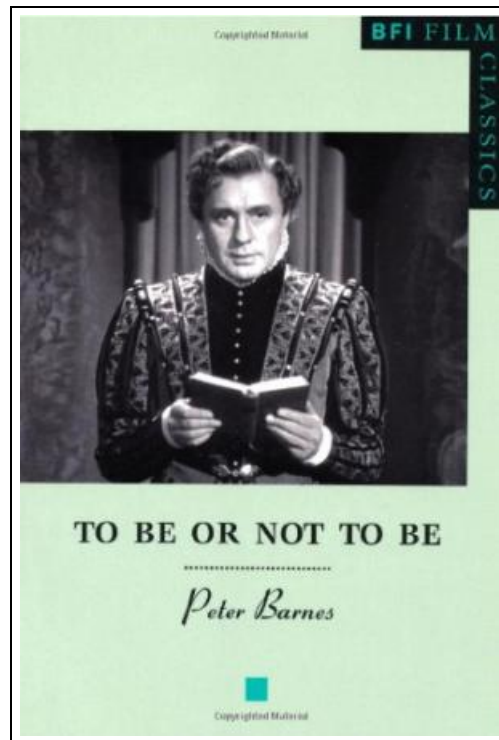 Copyrighted Material
BFI FILM
CLASSICS
TO BE OR NOT TO BE
Peter Barnes
Copyrighted Material